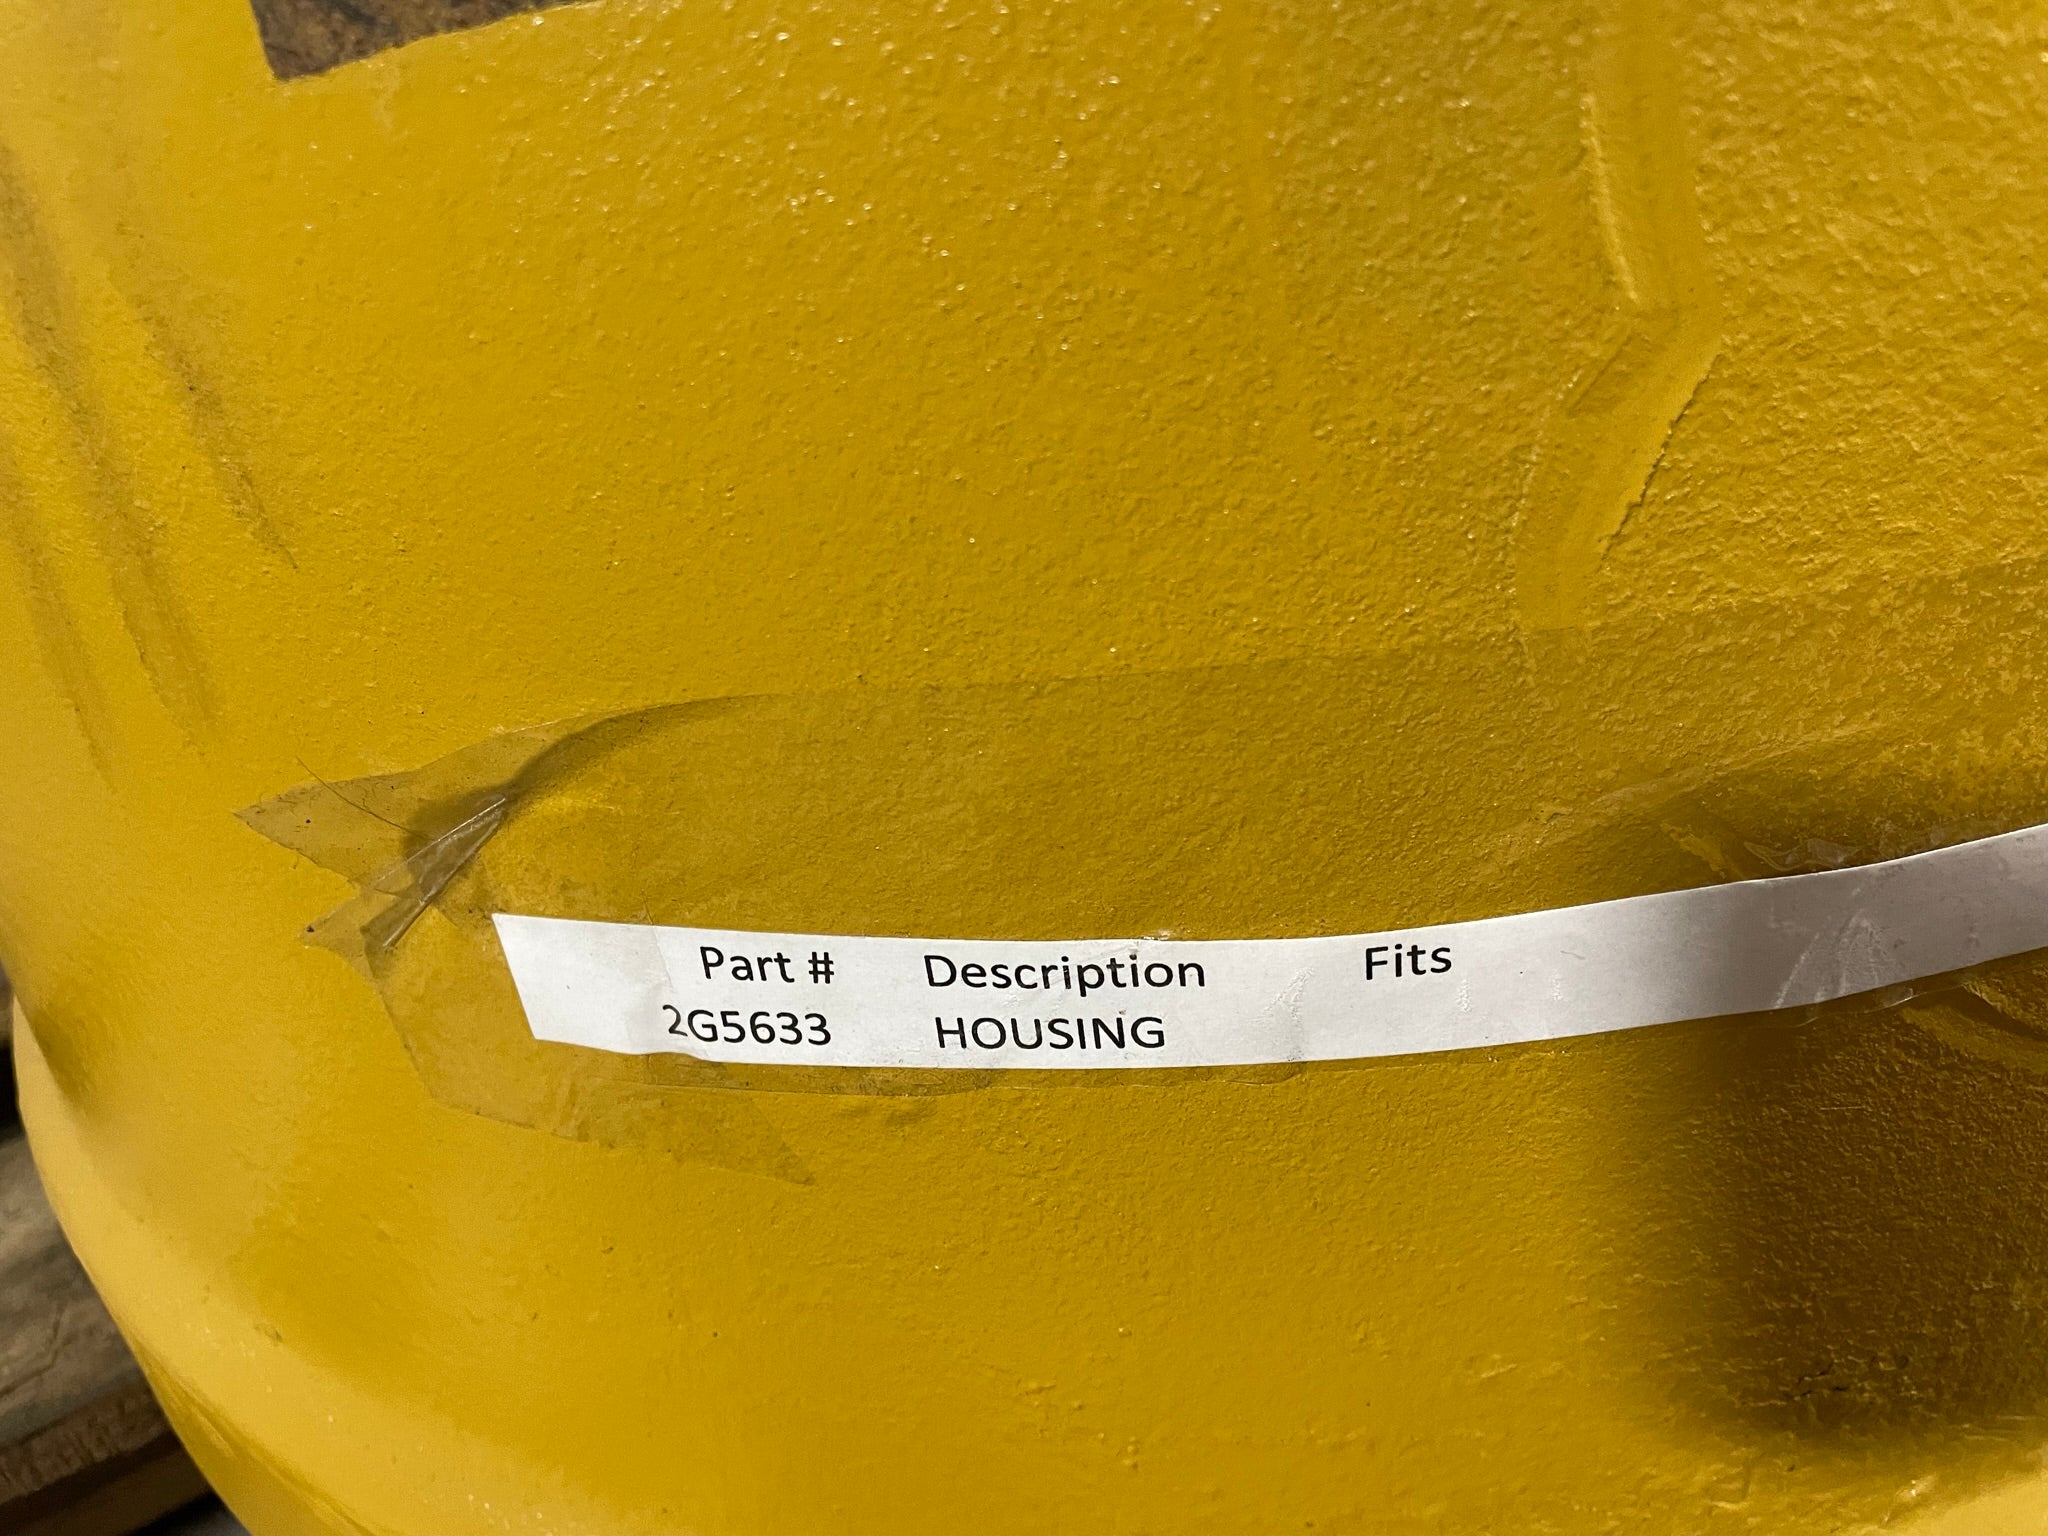 Part # Description Fits
2G5633 HOUSING